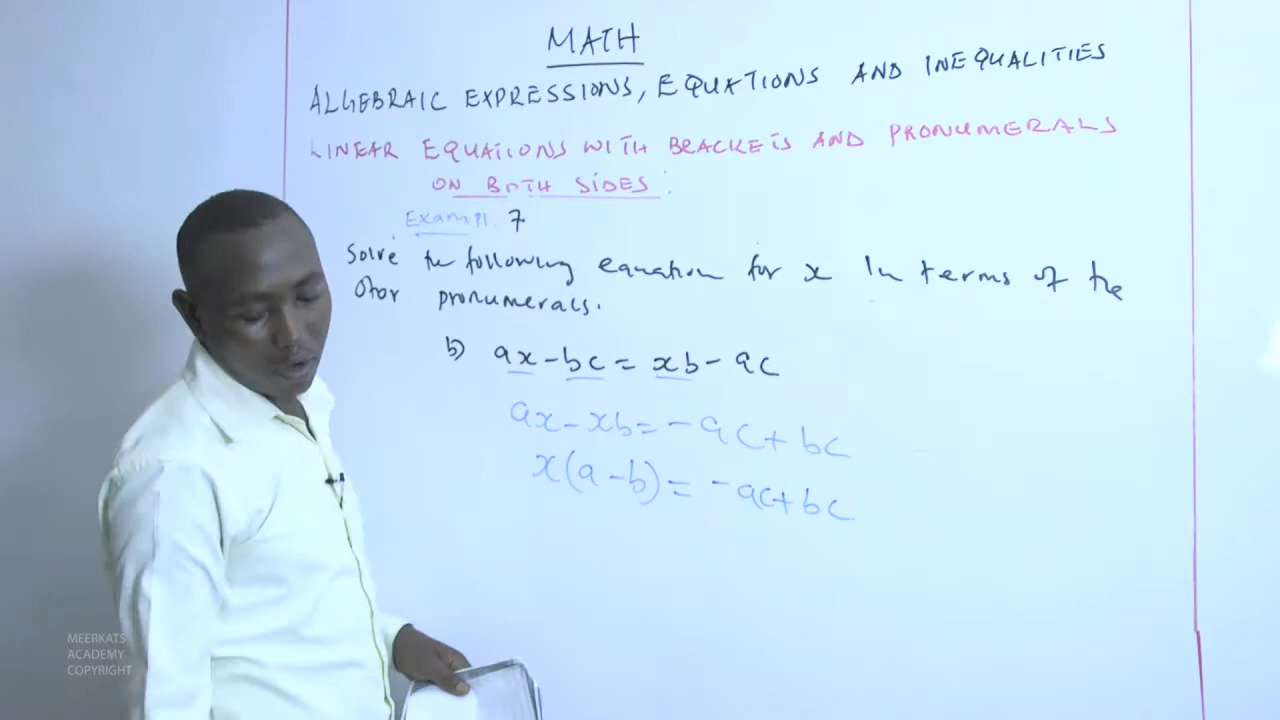 MATH
ALGEBRAIC EXPRESSIONS, EQUATIONS AND INEQUALITIES
LINEAR EQUATIONS WITH BRACKETS AND PRONUMERALS
ON BOTH SIDES:
7
Solve the following equation for x in terms of the
pronumerals.
b) ax - bc = xb - ac
ax - xb = -ac + bc
x(a - b) = -ac + bc
MEERKATS
ACADEMY
COPYRIGHT